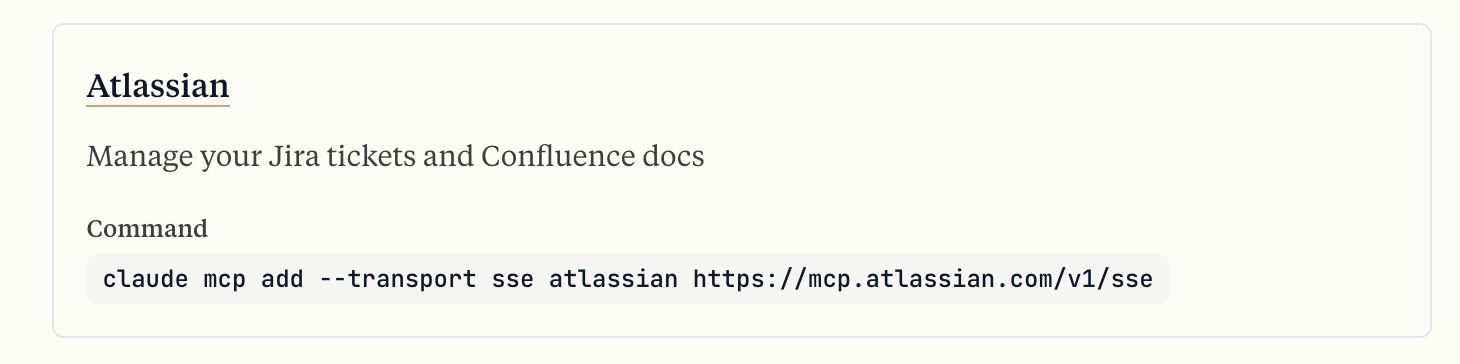 Atlassian
Manage your Jira tickets and Confluence docs
Command
claude mcp add --transport sse atlassian https://mcp.atlassian.com/v1/sse